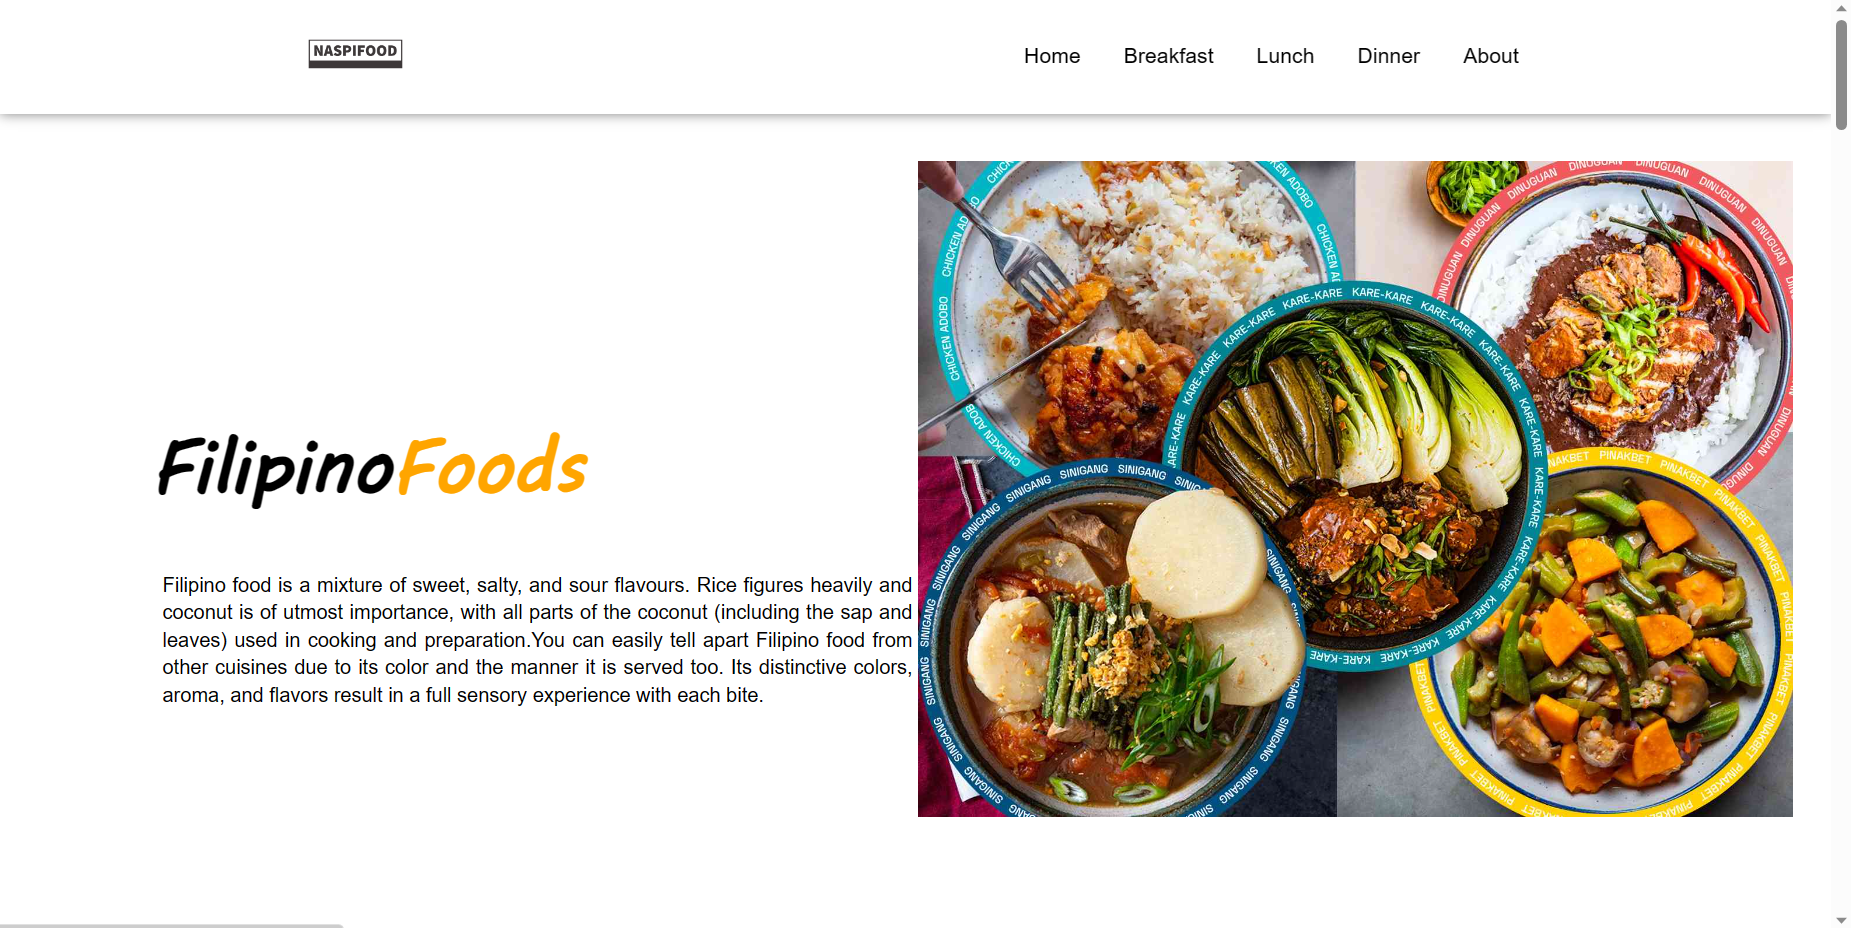 NASPIFOOD
Home Breakfast Lunch Dinner About
FilipinoFoods
Filipino food is a mixture of sweet, salty, and sour flavours. Rice figures heavily and
coconut is of utmost importance, with all parts of the coconut (including the sap and
leaves) used in cooking and preparation.You can easily tell apart Filipino food from
other cuisines due to its color and the manner it is served too. Its distinctive colors,
aroma, and flavors result in a full sensory experience with each bite.
CHICKEN ADOBO
DINUGUAN DINUGUAN DINUGUAN DINUGUAN DINUGUAN DINUGUAN
KARE-KARE KARE-KARE KARE-KARE KARE-KARE KARE-KARE KARE-KARE
SINIGANG SINIGANG SINIGANG SINIGANG SINIGANG SINIGANG
PINAKBET PINAKBET PINAKBET PINAKBET PINAKBET PINAKBET